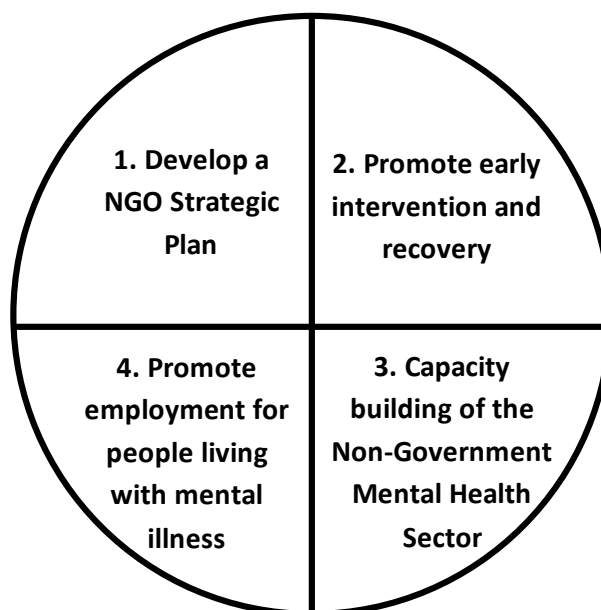 1. Develop a
NGO Strategic
Plan
2. Promote early
intervention and
recovery
3. Capacity
building of the
Non-Government
Mental Health
Sector
4. Promote
employment for
people living
with mental
illness